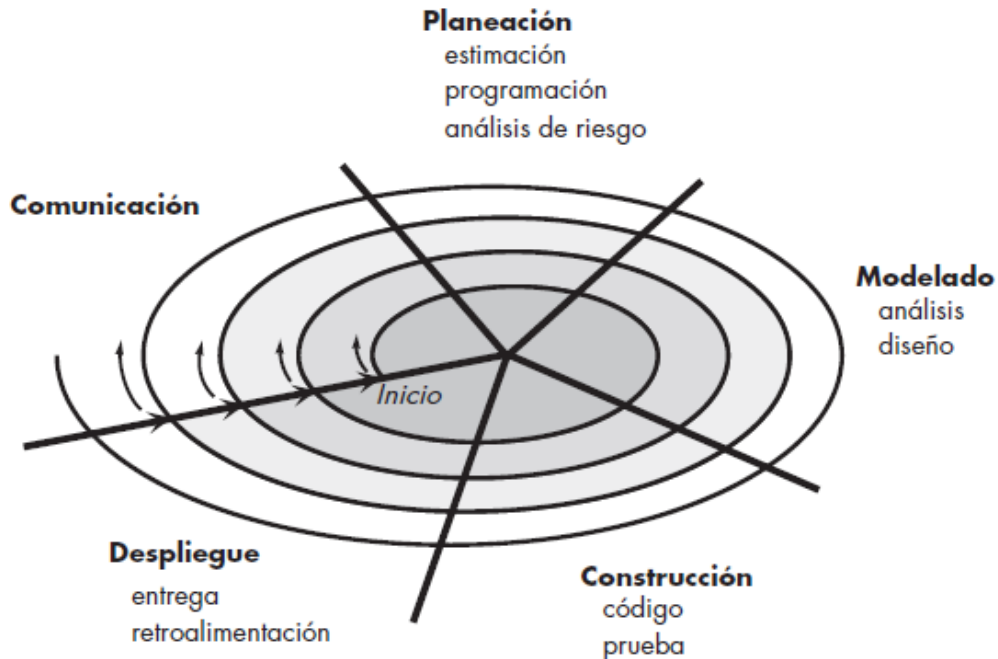 Planeación
estimación
programación
análisis de riesgo
Comunicación
Modelado
análisis
diseño
Inicio
Despliegue
entrega
retroalimentación
Construcción
código
prueba